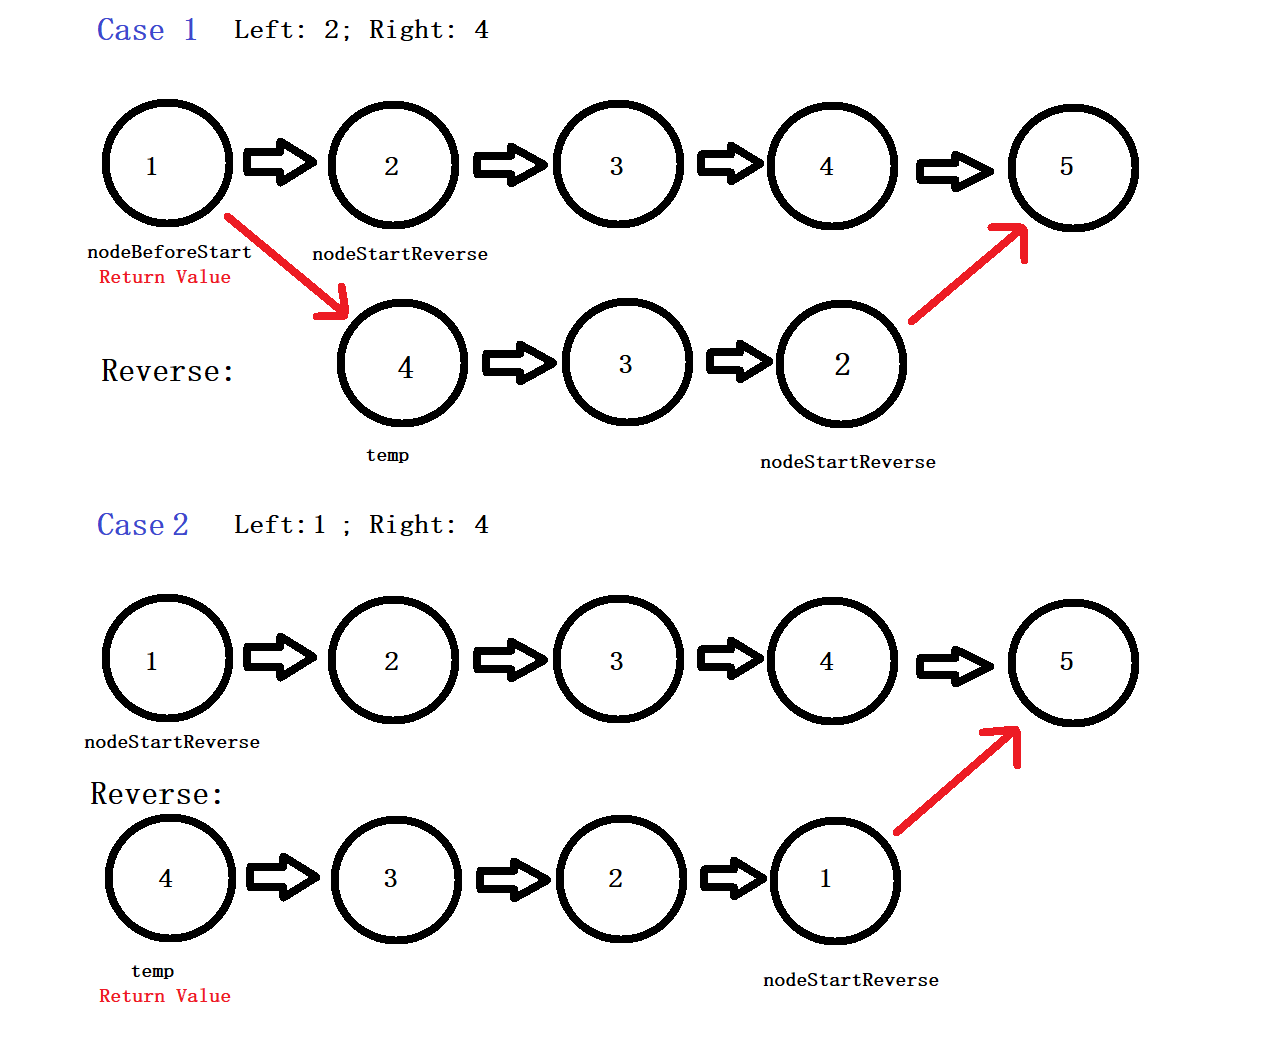 Case 1 Left: 2; Right: 4
1 2 3 4 5
nodeBeforeStart nodeStartReverse
Return Value
Reverse: 4 3 2
temp nodeStartReverse
Case 2 Left:1 ; Right: 4
1 2 3 4 5
nodeStartReverse
Reverse:
4 3 2 1
temp nodeStartReverse
Return Value